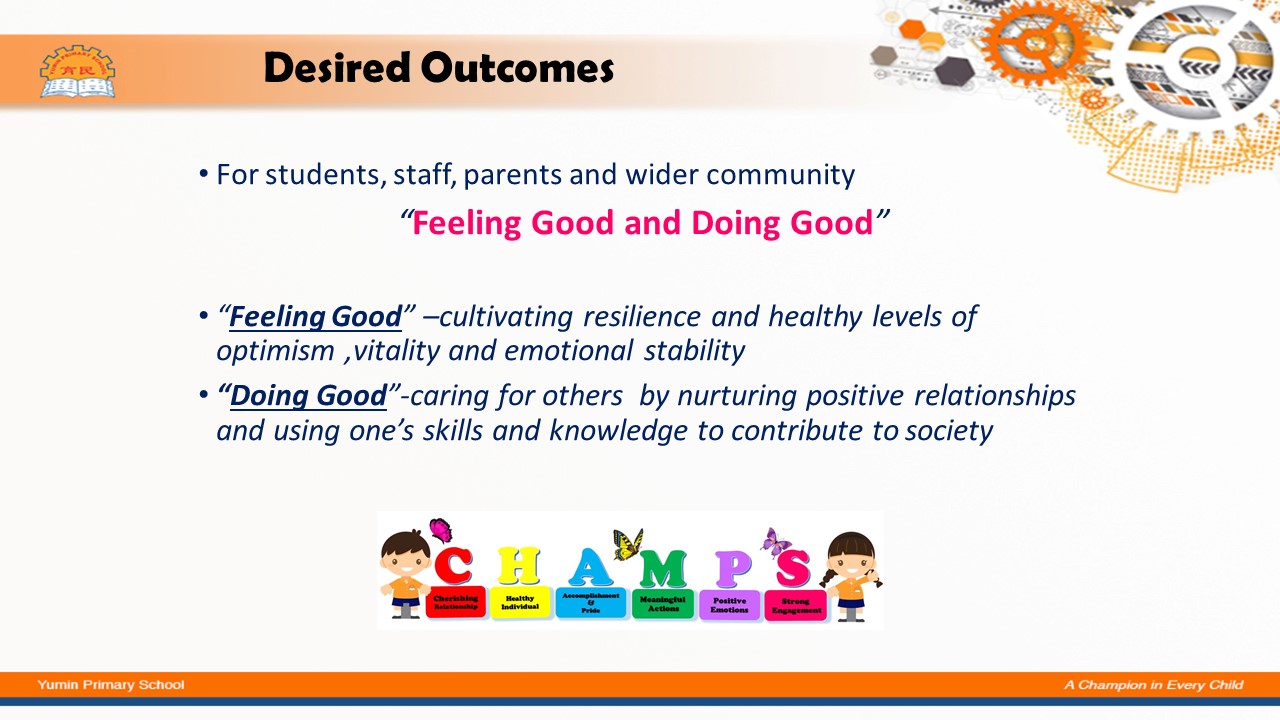 YUMIN PRIMARY SCHOOL
育民
Desired Outcomes
• For students, staff, parents and wider community
“Feeling Good and Doing Good”
• “Feeling Good” –cultivating resilience and healthy levels of
optimism ,vitality and emotional stability
• “Doing Good”-caring for others  by nurturing positive relationships
and using one’s skills and knowledge to contribute to society
C H A M P S
Cherishing Relationship
Healthy Individual
Accomplishment & Pride
Meaningful Actions
Positive Emotions
Strong Engagement
Yumin Primary School
A Champion in Every Child